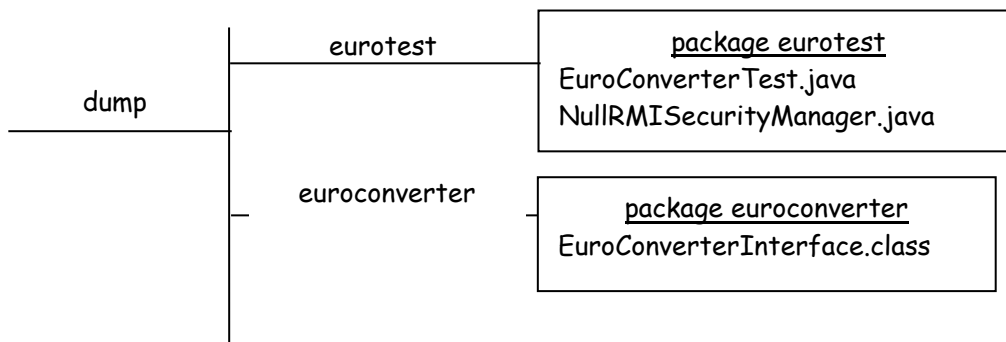 eurotest
package eurotest
EuroConverterTest.java
NullRMISecurityManager.java
dump
euroconverter
package euroconverter
EuroConverterInterface.class